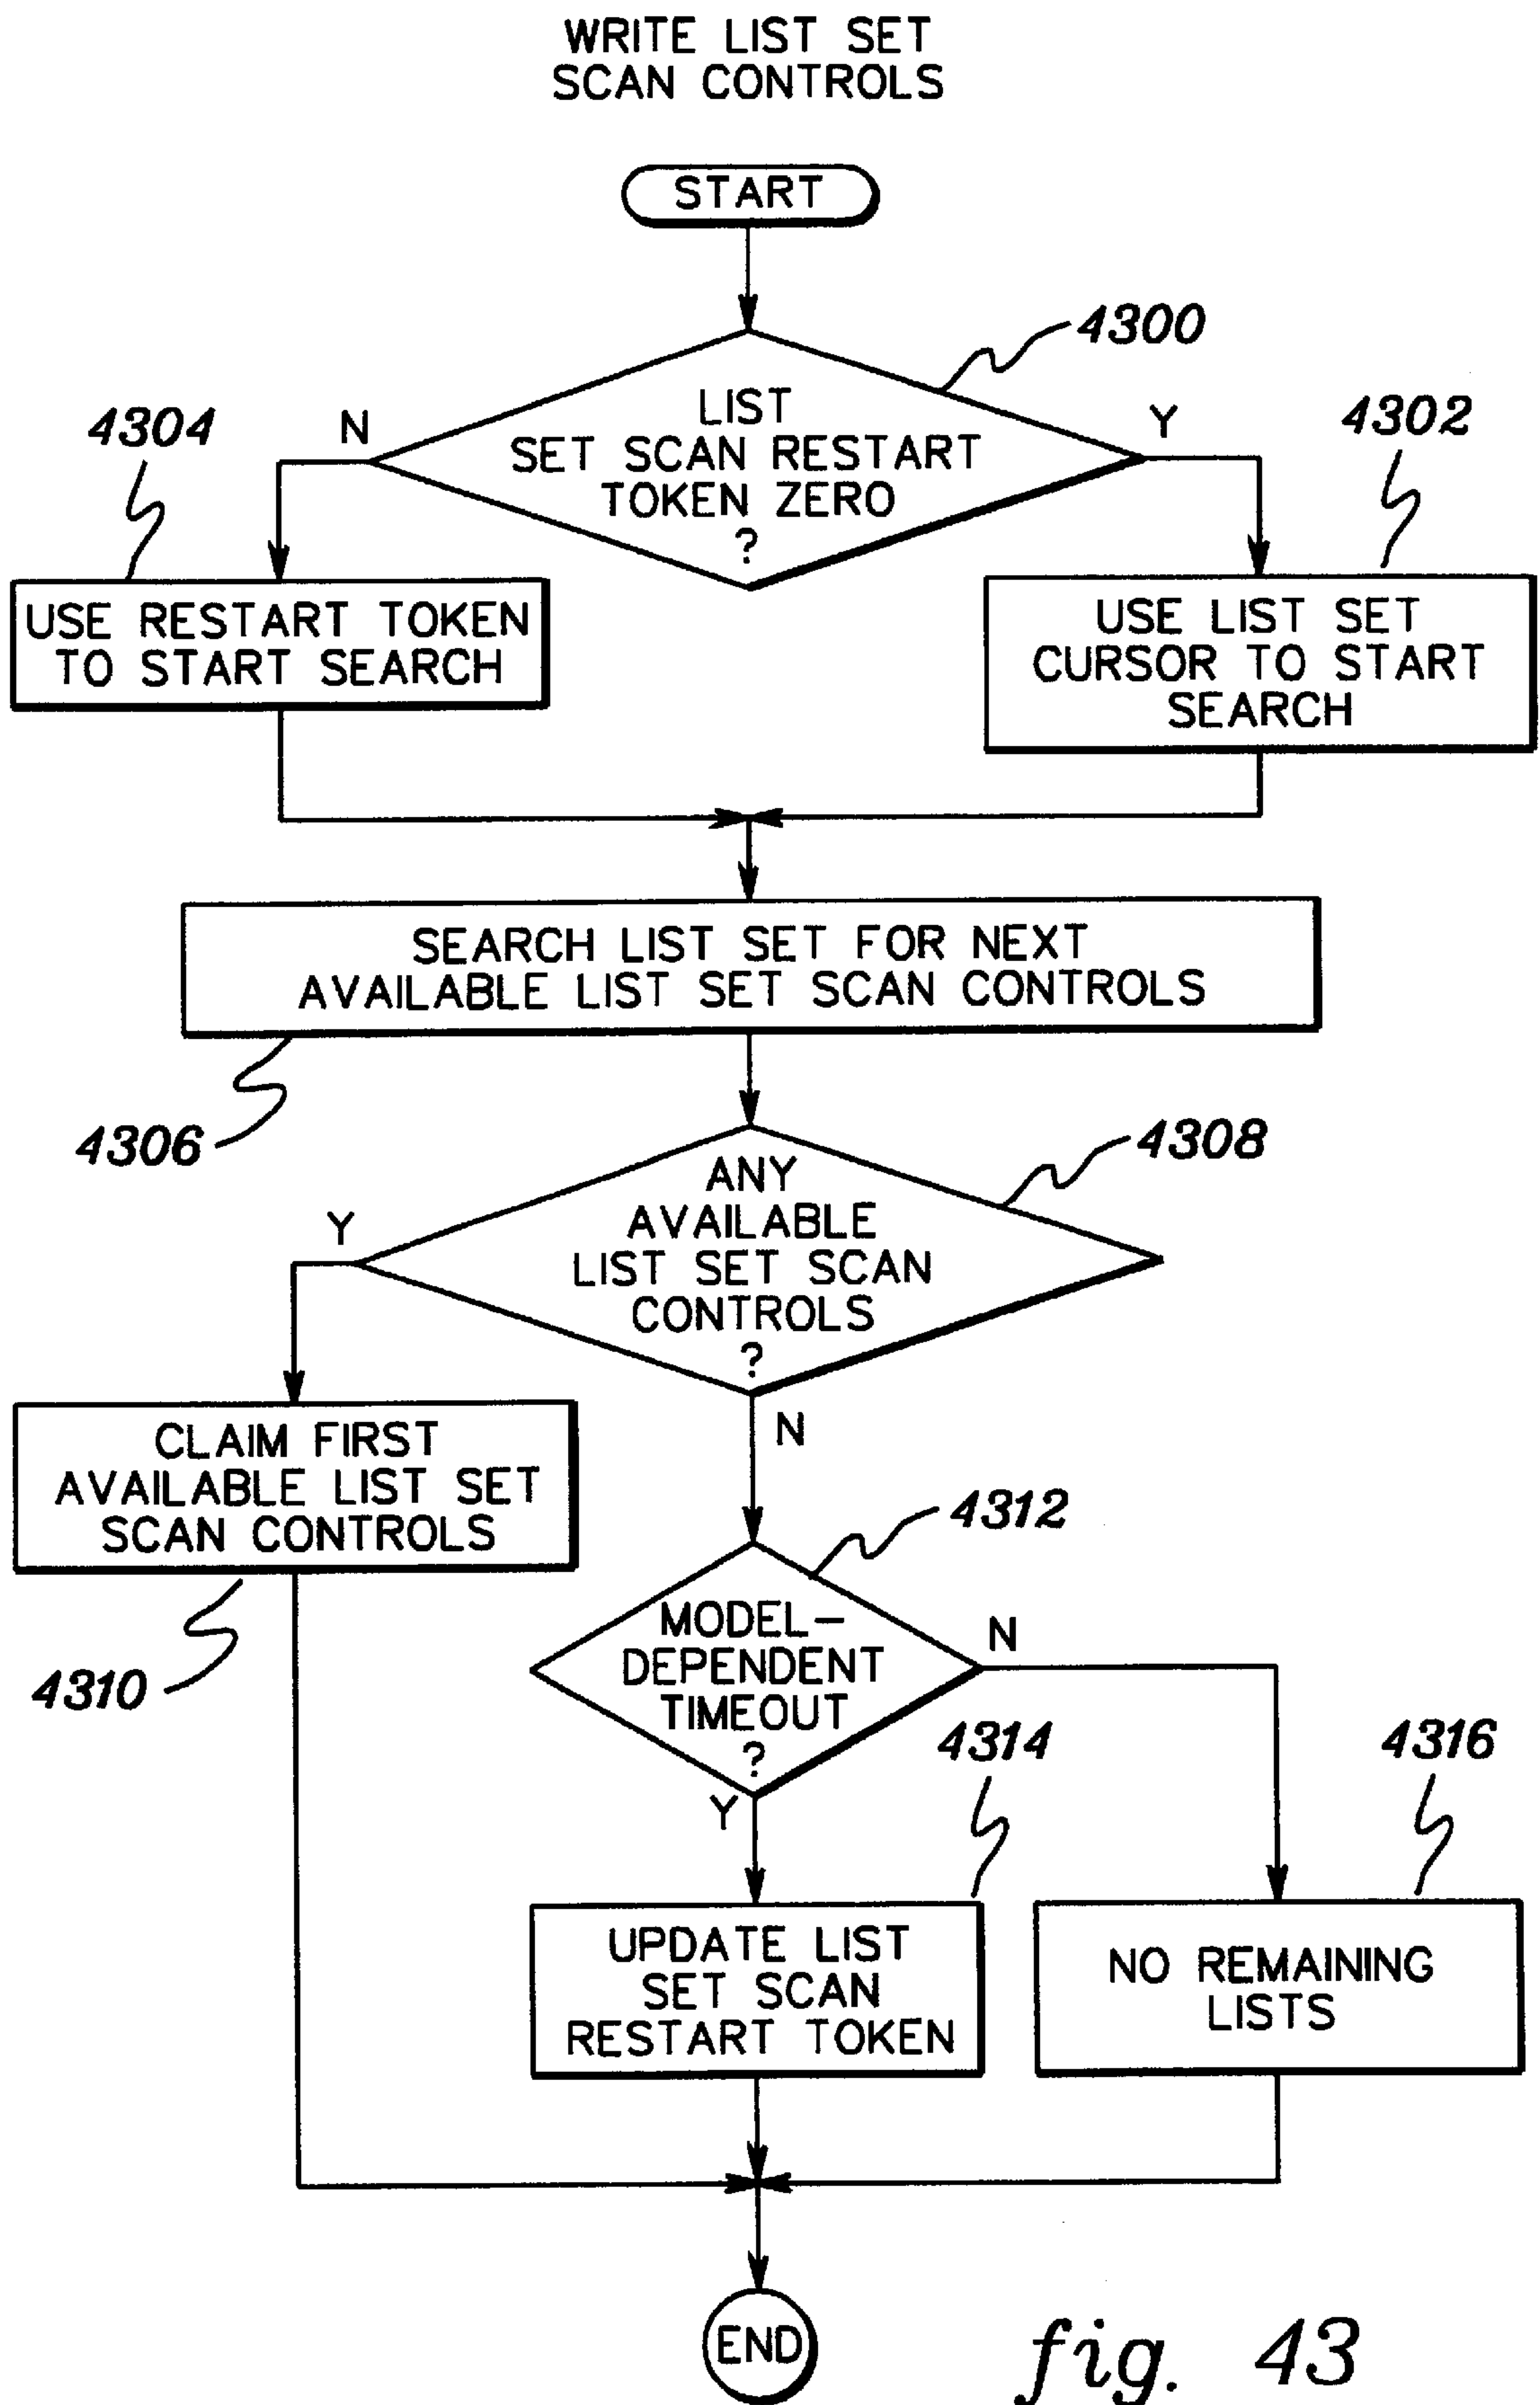 WRITE LIST SET
SCAN CONTROLS
START
4300
LIST
SET SCAN RESTART
TOKEN ZERO
?
N
Y
4304
4302
USE RESTART TOKEN
TO START SEARCH
USE LIST SET
CURSOR TO START
SEARCH
SEARCH LIST SET FOR NEXT
AVAILABLE LIST SET SCAN CONTROLS
4306
4308
ANY
AVAILABLE
LIST SET SCAN
CONTROLS
?
Y
N
CLAIM FIRST
AVAILABLE LIST SET
SCAN CONTROLS
4310
4312
MODEL-
DEPENDENT
TIMEOUT
?
N
Y
4314
4316
UPDATE LIST
SET SCAN
RESTART TOKEN
NO REMAINING
LISTS
END
fig. 43